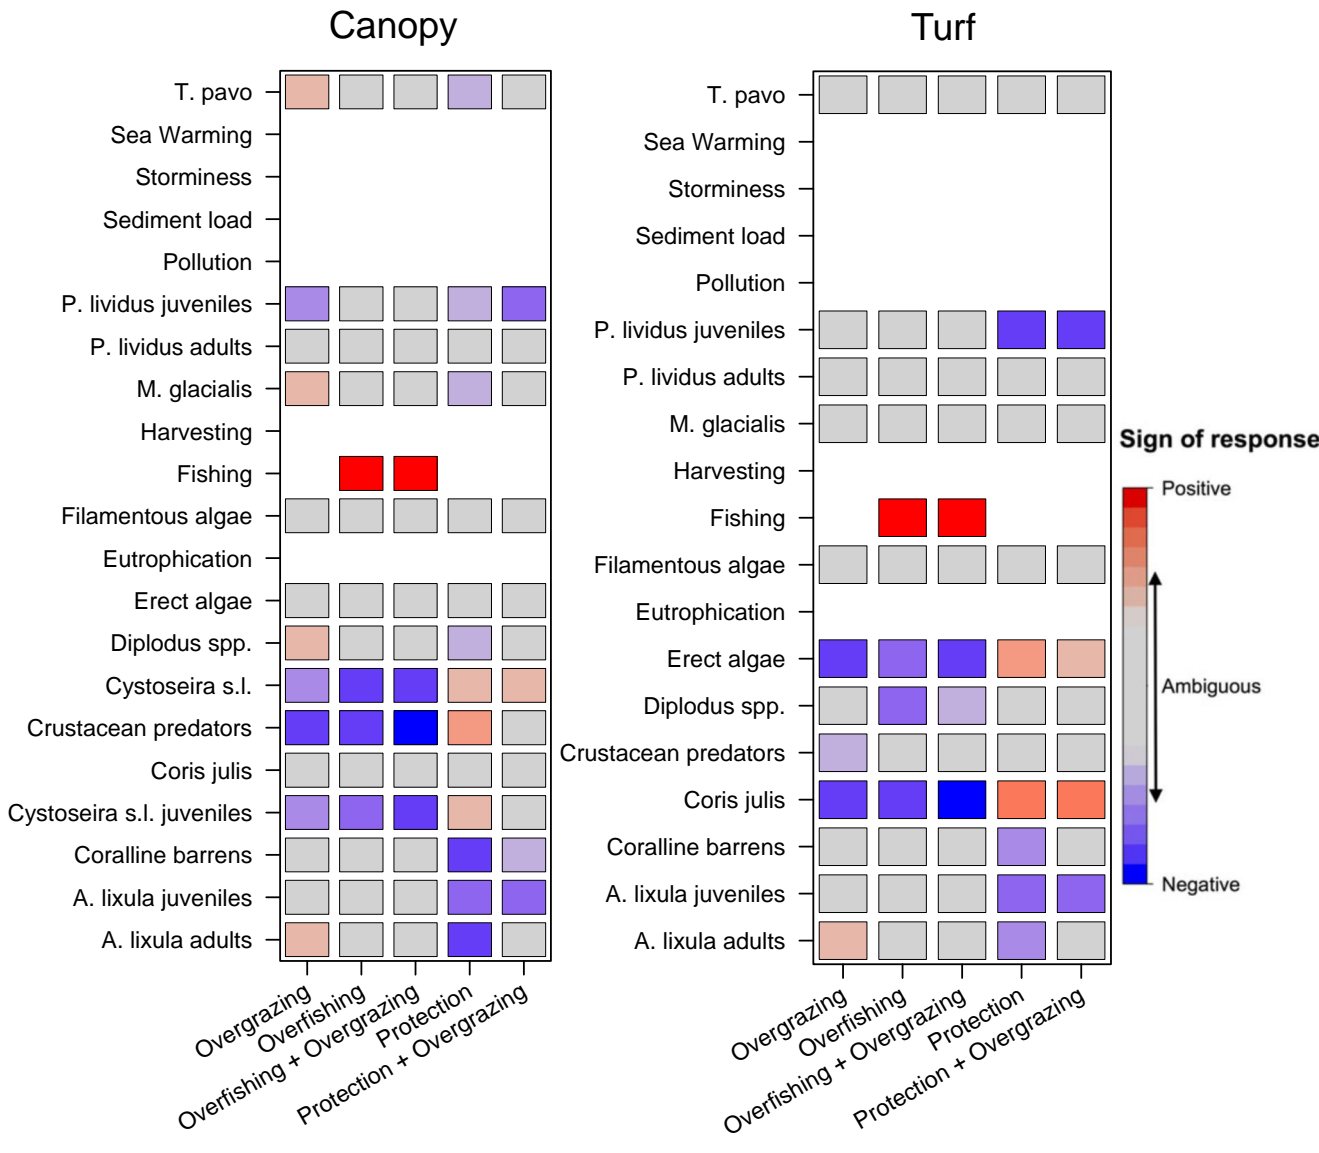 Canopy
T. pavo
Sea Warming
Storminess
Sediment load
Pollution
P. lividus juveniles
P. lividus adults
M. glacialis
Harvesting
Fishing
Filamentous algae
Eutrophication
Erect algae
Diplodus spp.
Cystoseira s.l.
Crustacean predators
Coris julis
Cystoseira s.l. juveniles
Coralline barrens
A. lixula juveniles
A. lixula adults
Overgrazing
Overfishing
Overfishing + Overgrazing
Protection
Protection + Overgrazing
Turf
T. pavo
Sea Warming
Storminess
Sediment load
Pollution
P. lividus juveniles
P. lividus adults
M. glacialis
Harvesting
Fishing
Filamentous algae
Eutrophication
Erect algae
Diplodus spp.
Crustacean predators
Coris julis
Coralline barrens
A. lixula juveniles
A. lixula adults
Overgrazing
Overfishing
Overfishing + Overgrazing
Protection
Protection + Overgrazing
Sign of response
Positive
Ambiguous
Negative